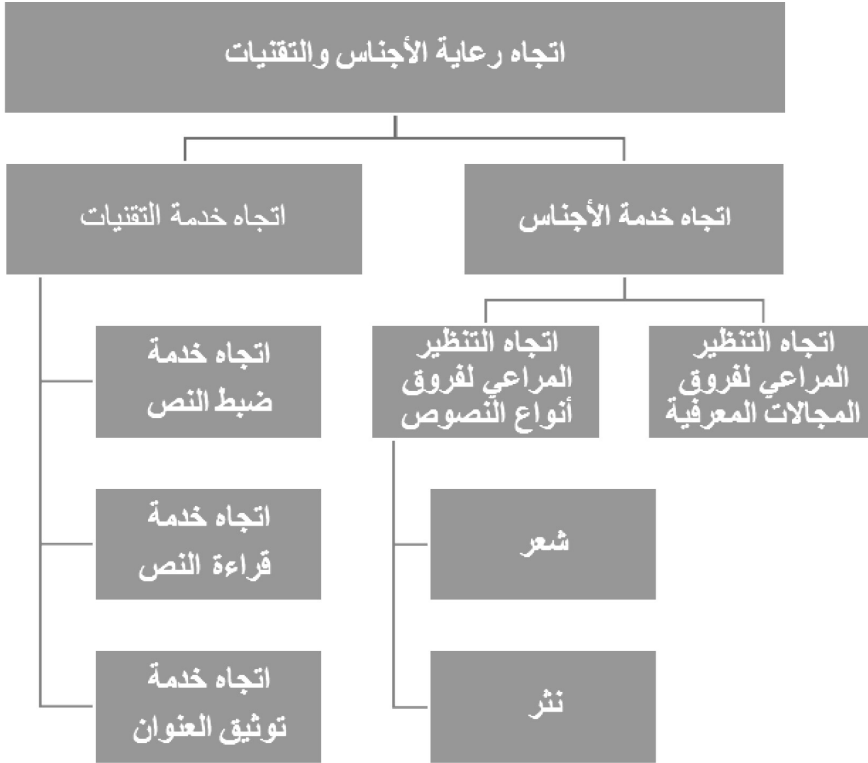 اتجاه رعاية الأجناس والتقنيات
اتجاه خدمة الأجناس
اتجاه خدمة التقنيات
اتجاه التنظير
المراعي لفروق
المجالات المعرفية
اتجاه التنظير
المراعي لفروق
أنواع النصوص
شعر
نثر
اتجاه خدمة
ضبط النص
اتجاه خدمة
قراءة النص
اتجاه خدمة
توثيق العنوان